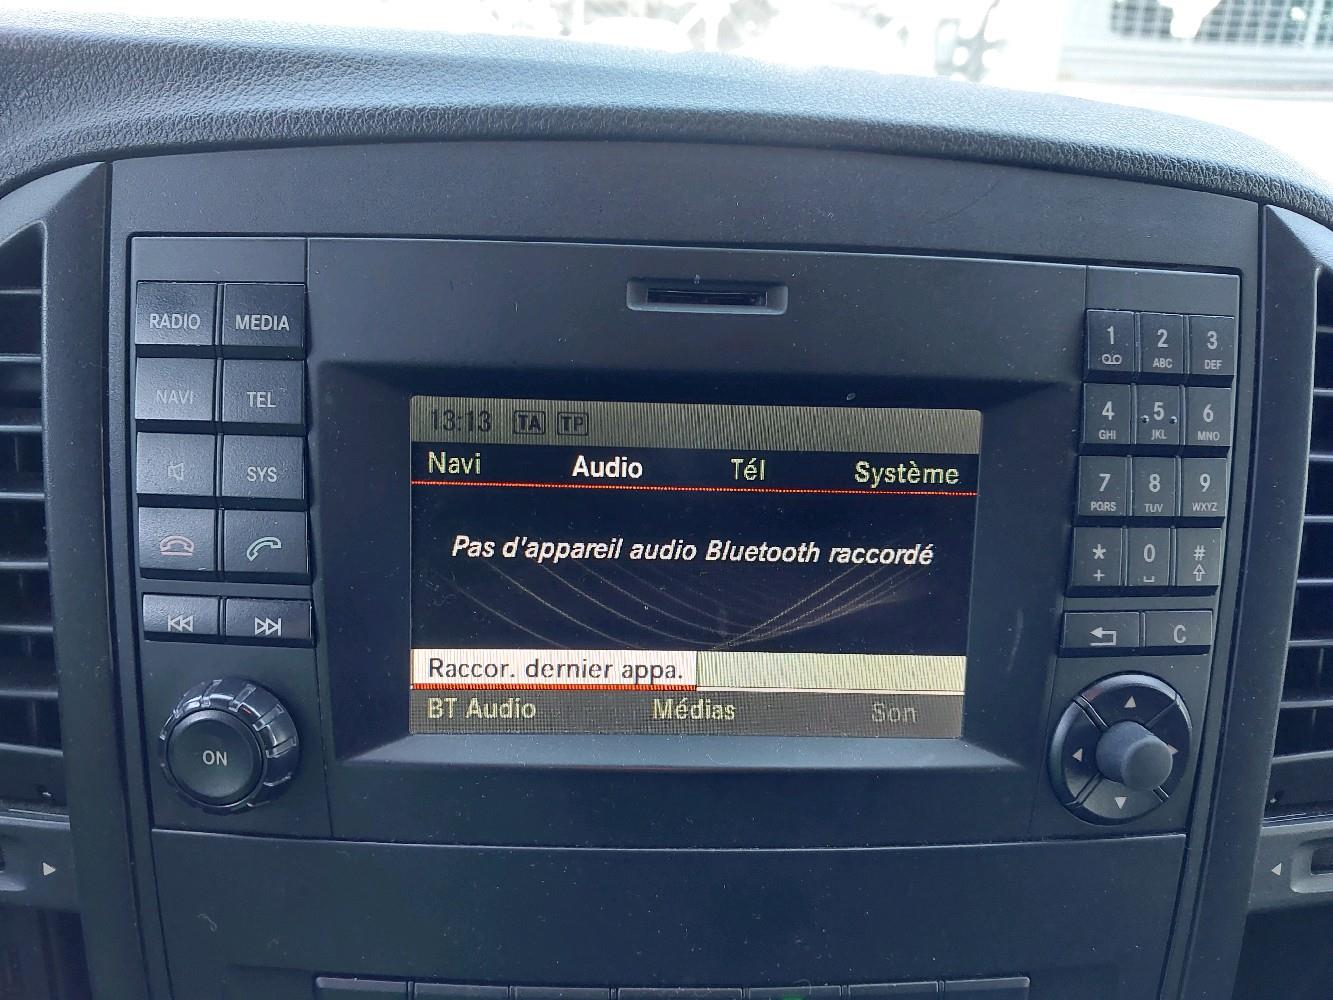 RADIO MEDIA
NAVI TEL
SYS
ON
13:13 TA TP
Navi Audio Tél Système
Pas d'appareil audio Bluetooth raccordé
Raccor. dernier appa.
BT Audio Médias Son
1 2 ABC 3 DEF
4 GHI 5 JKL 6 MNO
7 PQRS 8 TUV 9 WXYZ
* + 0 #
C